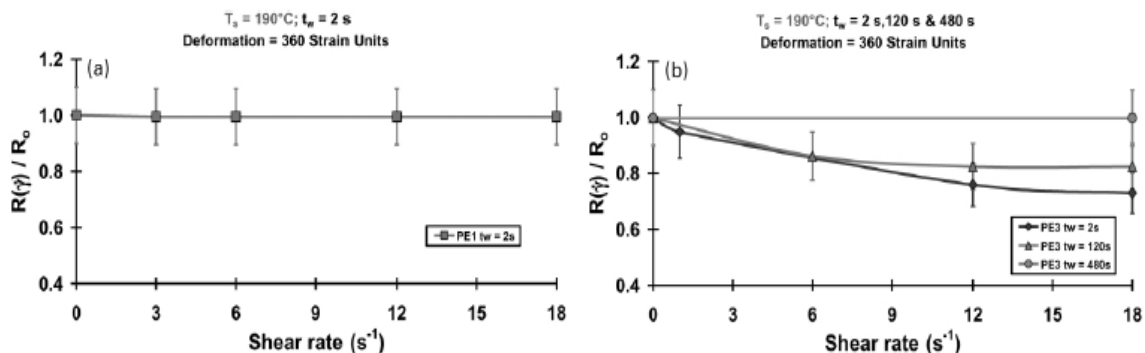 Ts = 190°C; tw = 2 s
Deformation = 360 Strain Units
(a)
R(γ) / Ro
1.2
1.0
0.8
0.6
0.4
PE1 tw = 2s
0 3 6 9 12 15 18
Shear rate (s-1)
Ts = 190°C; tw = 2 s,120 s & 480 s
Deformation = 360 Strain Units
(b)
R(γ) / Ro
1.2
1.0
0.8
0.6
0.4
PE3 tw = 2s
PE3 tw = 120s
PE3 tw = 480s
0 3 6 9 12 15 18
Shear rate (s-1)